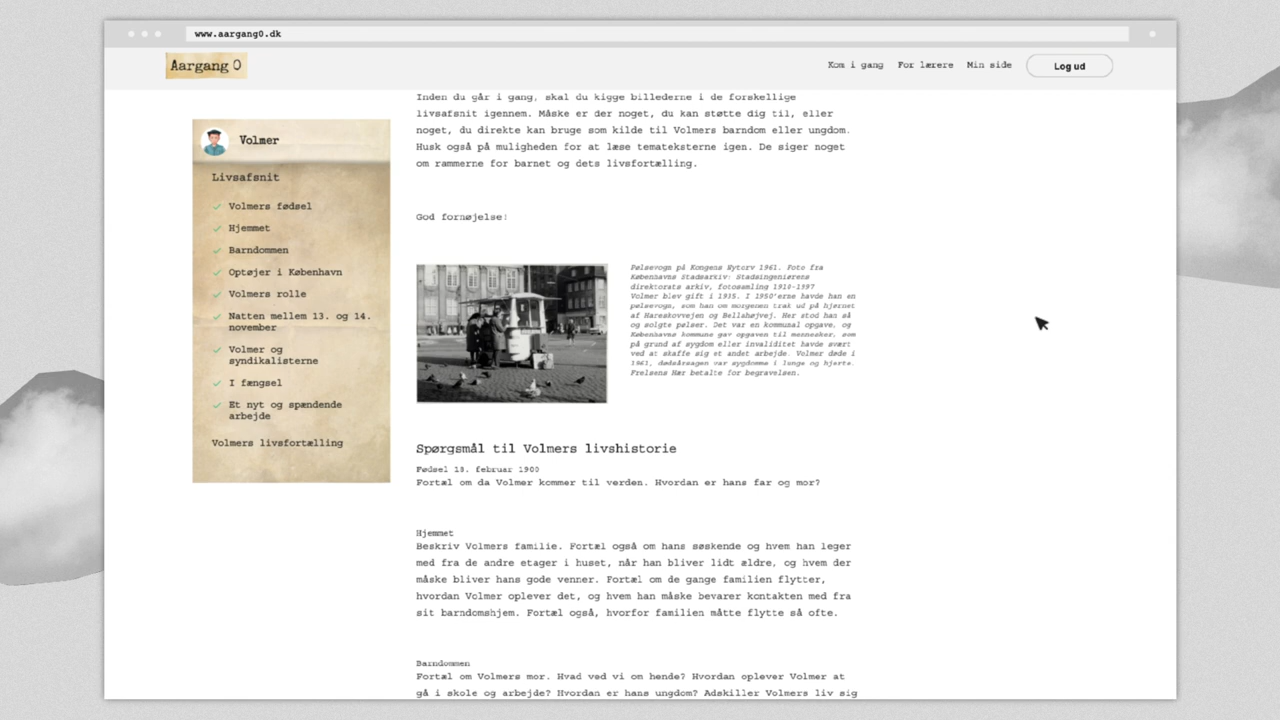 www.aargang0.dk
Aargang 0
Kom i gang
For lærere
Min side
Log ud
Volmer
Livsafsnit
Volmers fødsel
Hjemmet
Barndommen
Optøjer i København
Volmers rolle
Natten mellem 13. og 14.
november
Volmer og
syndikalisterne
I fængsel
Et nyt og spændende
arbejde
Volmers livsfortælling
Inden du går i gang, skal du kigge billederne i de forskellige
livsafsnit igennem. Måske er der noget, du kan støtte dig til, eller
noget, du direkte kan bruge som kilde til Volmers barndom eller ungdom.
Husk også på muligheden for at læse temateksterne igen. De siger noget
om rammerne for barnet og dets livsfortælling.
God fornøjelse!
Pølsevogn på Kongens Nytorv 1961. Foto fra
Københavns Stadsarkiv: Stadsingeniørens
direktorats arkiv, fotosamling 1910-1997
Volmer blev gift i 1935. I 1950'erne havde han en
pølsevogn, som han om morgenen trak ud på hjørnet
af Hareskovvejen og Bellahøjvej. Her stod han så
og solgte pølser. Det var en kommunal opgave, og
Københavns kommune gav opgaven til mennesker, som
på grund af sygdom eller invaliditet havde svært
ved at skaffe sig et andet arbejde. Volmer døde i
1961, dødsårsagen var sygdomme i lunge og hjerte.
Frelsens Hær betalte for begravelsen.
Spørgsmål til Volmers livshistorie
Fødsel 18. februar 1900
Fortæl om da Volmer kommer til verden. Hvordan er hans far og mor?
Hjemmet
Beskriv Volmers familie. Fortæl også om hans søskende og hvem han leger
med fra de andre etager i huset, når han bliver lidt ældre, og hvem der
måske bliver hans gode venner. Fortæl om de gange familien flytter,
hvordan Volmer oplever det, og hvem han måske bevarer kontakten med fra
sit barndomshjem. Fortæl også, hvorfor familien måtte flytte så ofte.
Barndommen
Fortæl om Volmers mor. Hvad ved vi om hende? Hvordan oplever Volmer at
gå i skole og arbejde? Hvordan er hans ungdom? Adskiller Volmers liv sig